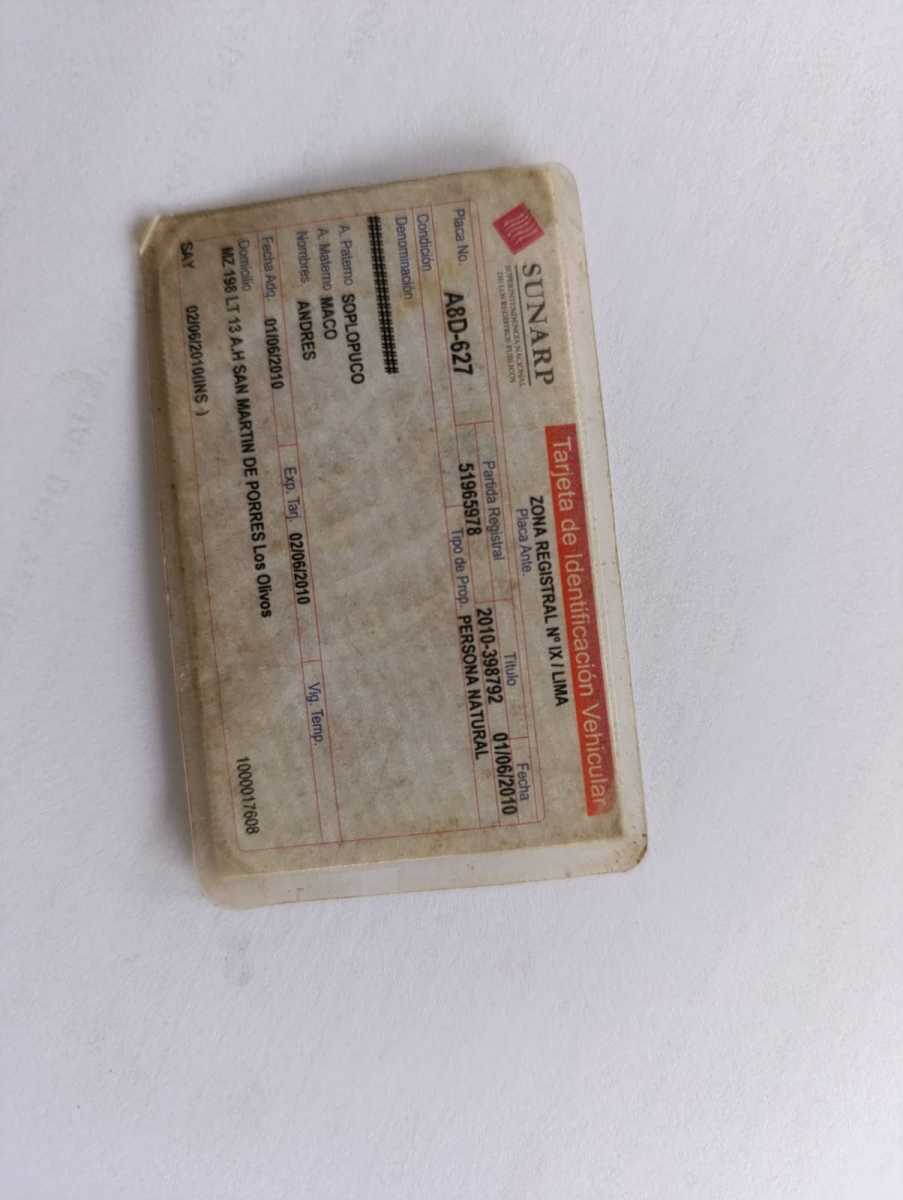 Tarjeta de Identificación Vehicular
SUNARP
SUPERINTENDENCIA NACIONAL
DE LOS REGISTROS PUBLICOS
ZONA REGISTRAL Nº IX / LIMA
Placa Ante.
Placa No. A8D-627
Partida Registral
51965978
Título
2010-398792
Fecha
01/06/2010
Condición
Tipo de Prop. PERSONA NATURAL
Denominación
A. Paterno SOPLOPUCO
A. Materno MACO
Nombres ANDRES
Fecha Adq. 01/06/2010 Exp. Tarj. 02/06/2010 Vig. Temp.
Domicilio
MZ 198 LT 13 A.H SAN MARTIN DE PORRES Los Olivos
SAY 02/06/2010(INS-) 1000017608